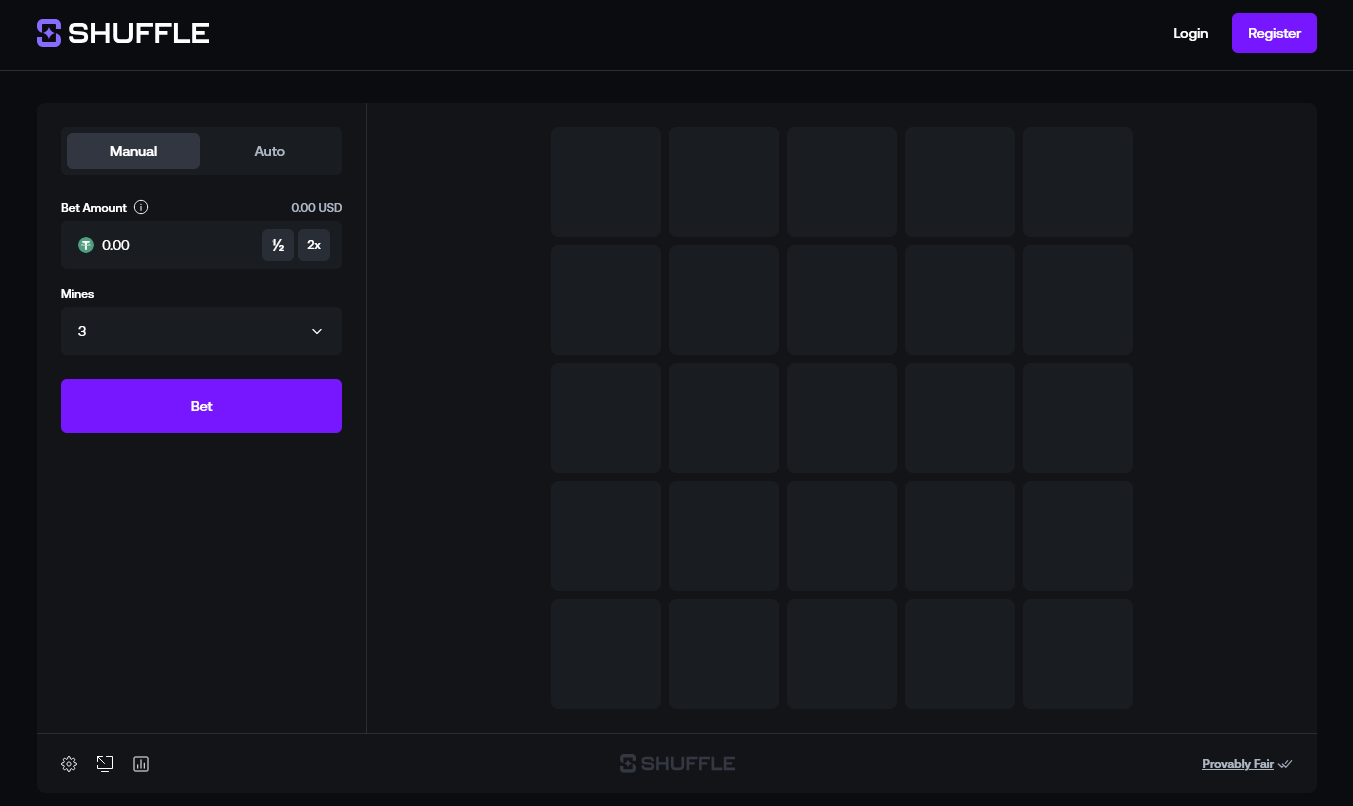 SHUFFLE
Login
Register
Manual
Auto
Bet Amount
0.00 USD
0.00
½
2x
Mines
3
Bet
SHUFFLE
Provably Fair